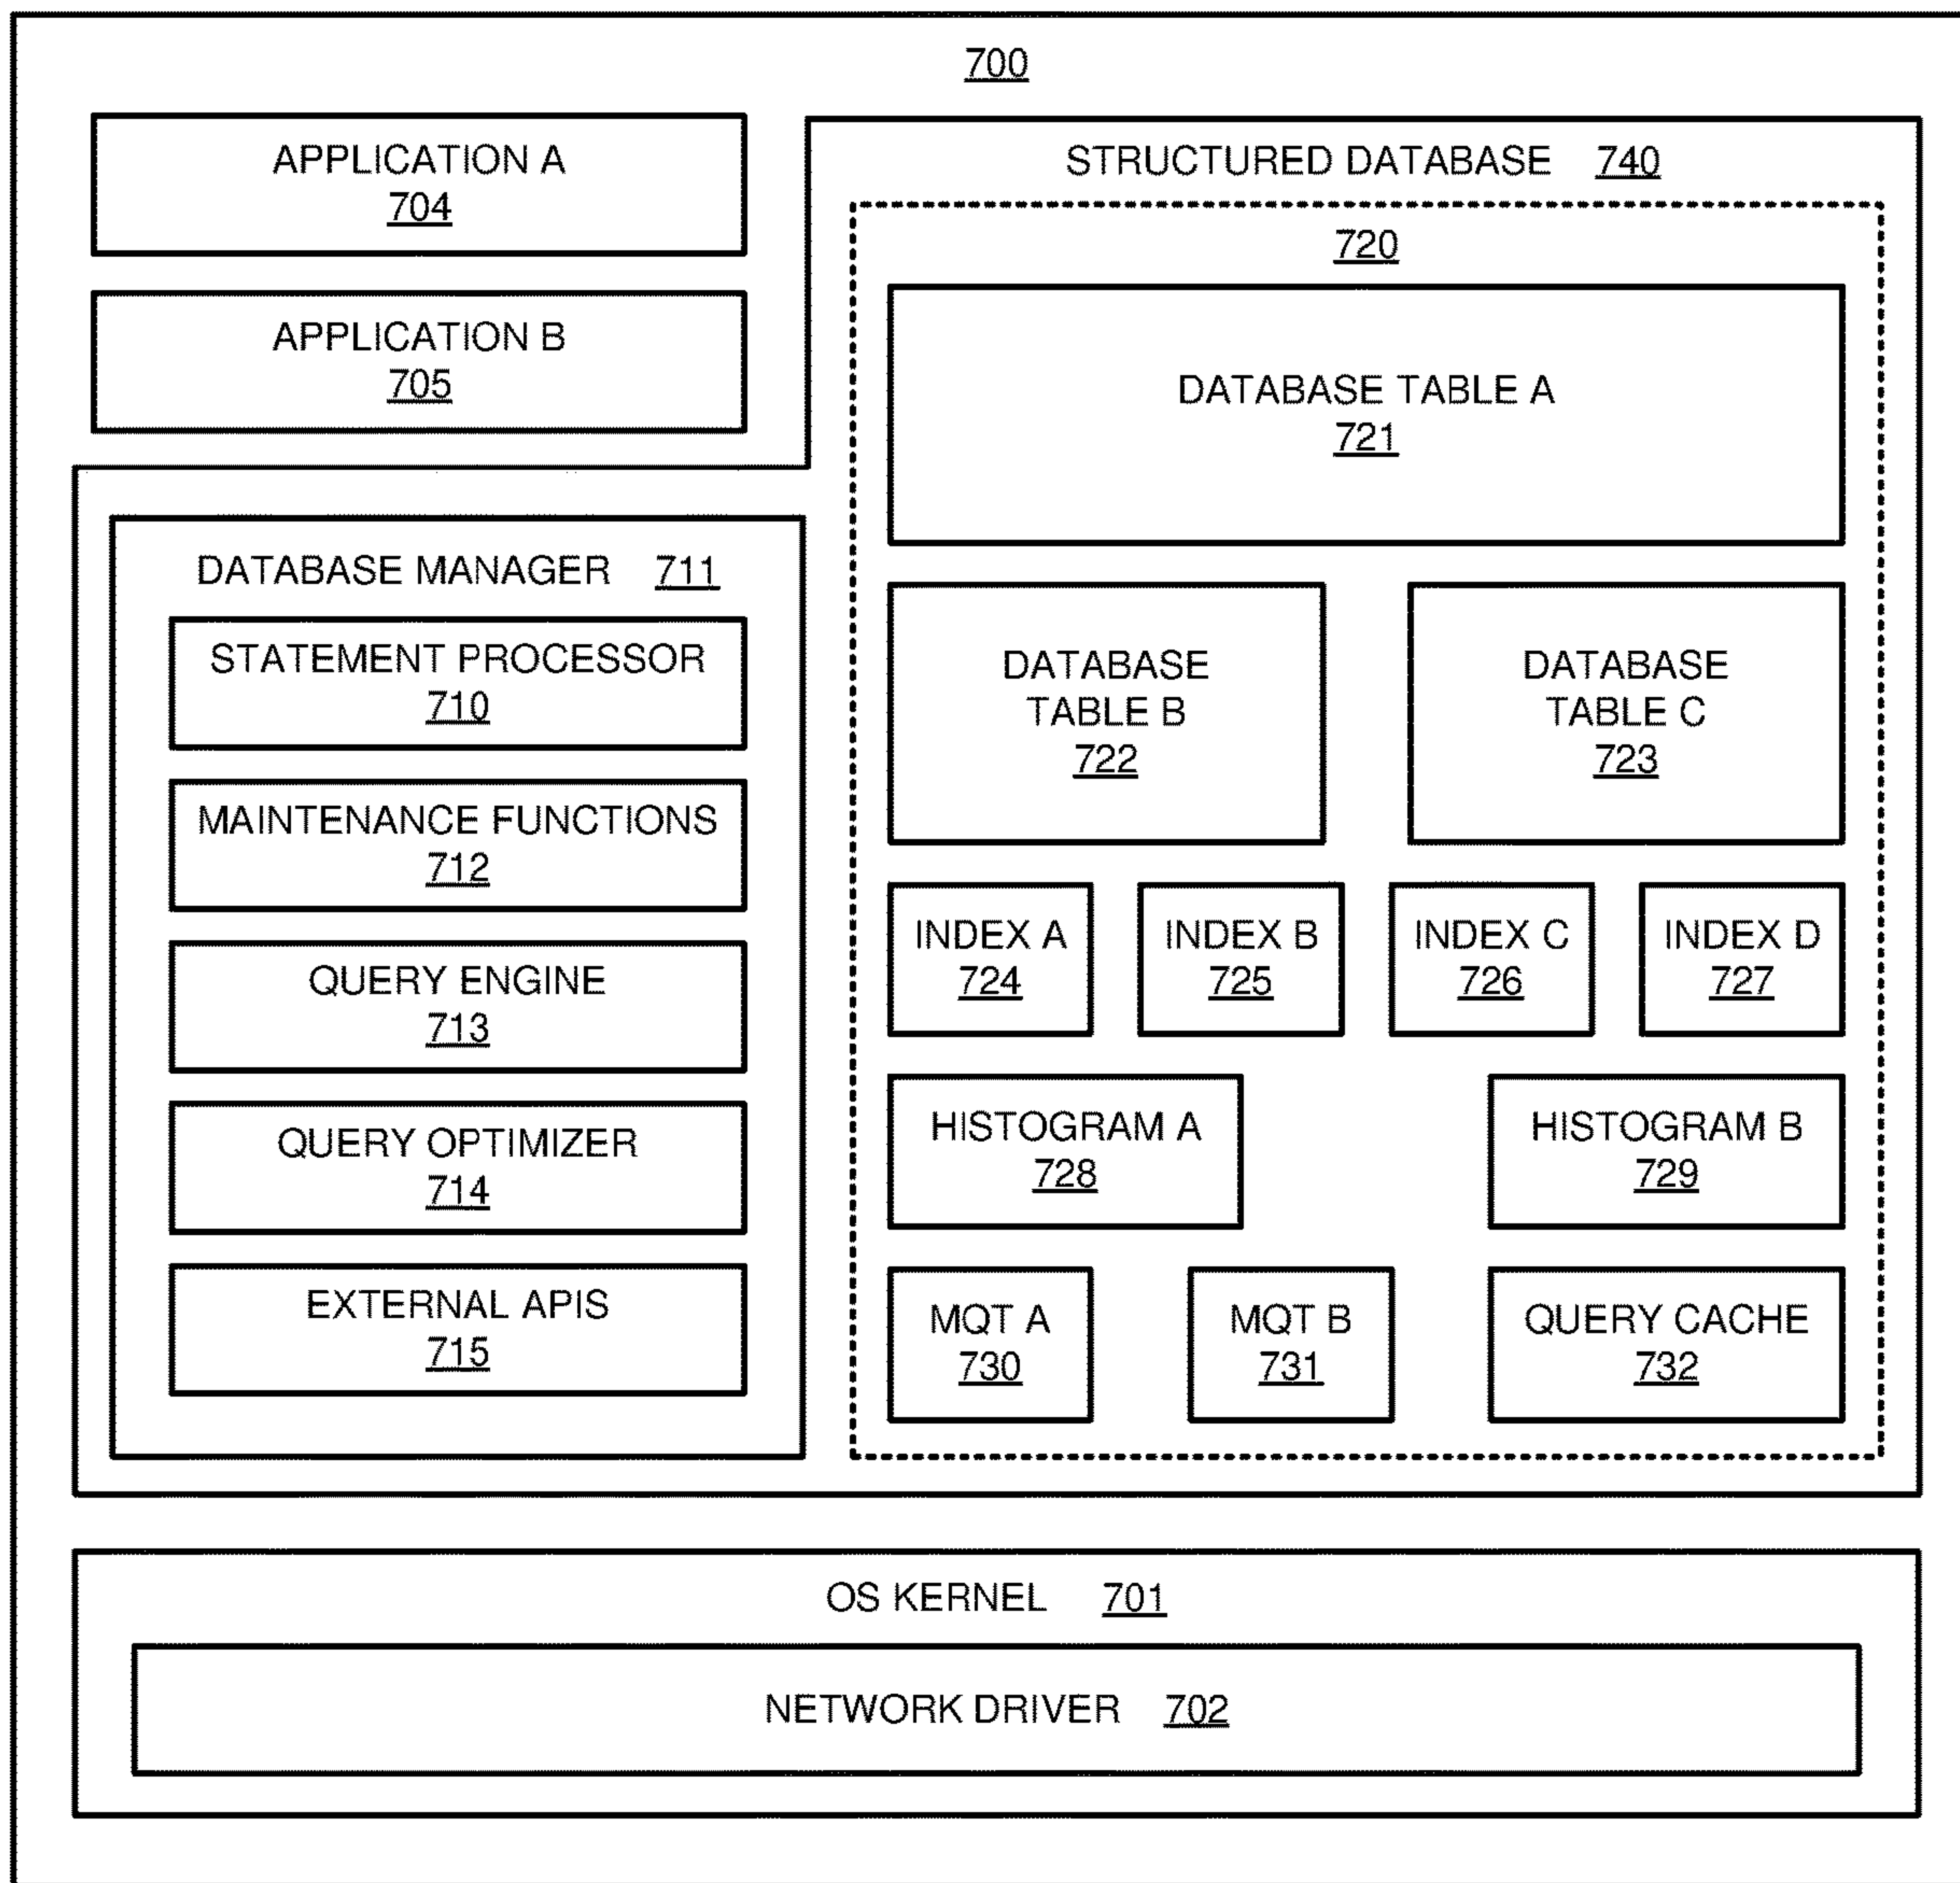 700
APPLICATION A
704
APPLICATION B
705
STRUCTURED DATABASE 740
720
DATABASE TABLE A
721
DATABASE
TABLE B
722
DATABASE
TABLE C
723
INDEX A
724
INDEX B
725
INDEX C
726
INDEX D
727
HISTOGRAM A
728
HISTOGRAM B
729
MQT A
730
MQT B
731
QUERY CACHE
732
DATABASE MANAGER 711
STATEMENT PROCESSOR
710
MAINTENANCE FUNCTIONS
712
QUERY ENGINE
713
QUERY OPTIMIZER
714
EXTERNAL APIS
715
OS KERNEL 701
NETWORK DRIVER 702